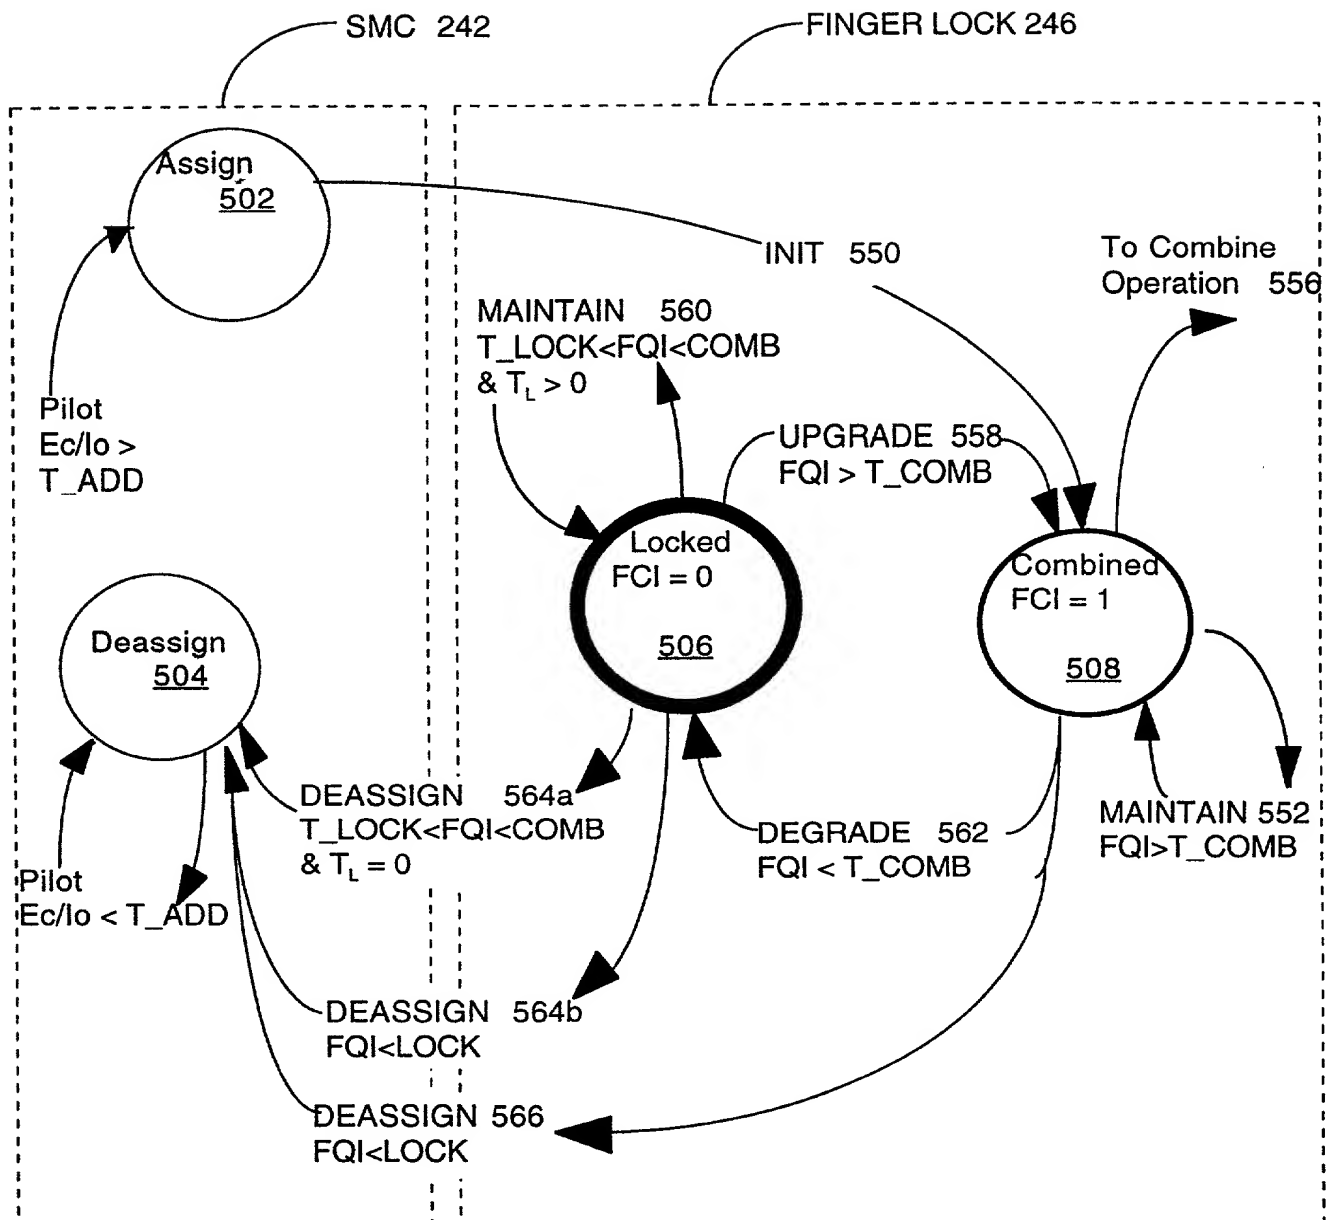 SMC 242
FINGER LOCK 246
Assign
502
INIT 550
To Combine
Operation 556
MAINTAIN 560
T_LOCK<FQI<COMB
& TL > 0
Pilot
Ec/Io >
T_ADD
UPGRADE 558
FQI > T_COMB
Locked
FCI = 0
506
Combined
FCI = 1
508
Deassign
504
DEASSIGN 564a
T_LOCK<FQI<COMB
& TL = 0
DEGRADE 562
FQI < T_COMB
MAINTAIN 552
FQI>T_COMB
Pilot
Ec/Io < T_ADD
DEASSIGN 564b
FQI<LOCK
DEASSIGN 566
FQI<LOCK